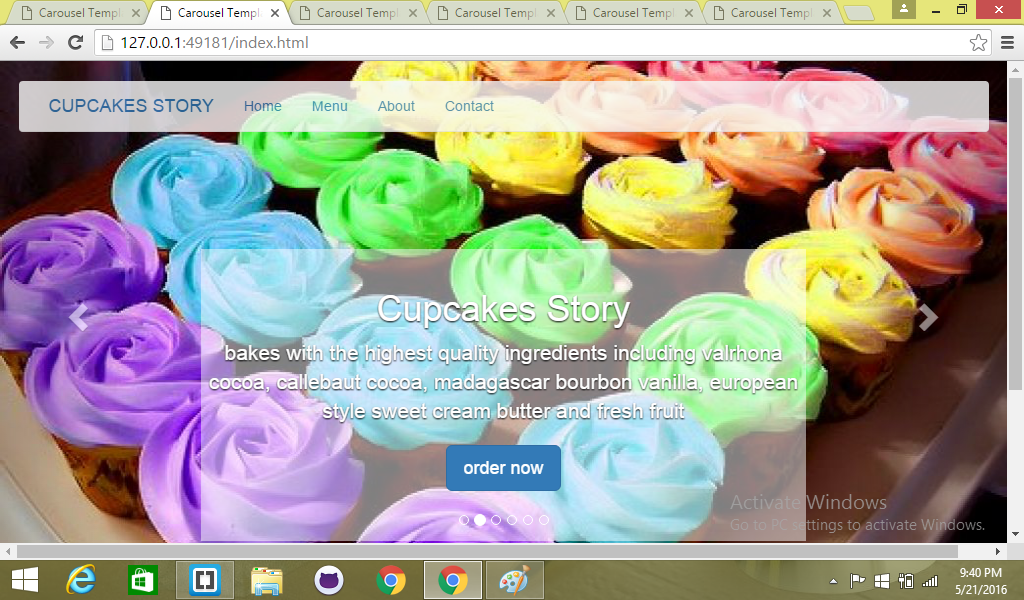 Carousel Templ Carousel Templa Carousel Templ Carousel Templ Carousel Templ Carousel Templ
127.0.0.1:49181/index.html
CUPCAKES STORY Home Menu About Contact
Cupcakes Story
bakes with the highest quality ingredients including valrhona
cocoa, callebaut cocoa, madagascar bourbon vanilla, european
style sweet cream butter and fresh fruit
order now
Activate Windows
Go to PC settings to activate Windows.
9:40 PM
5/21/2016